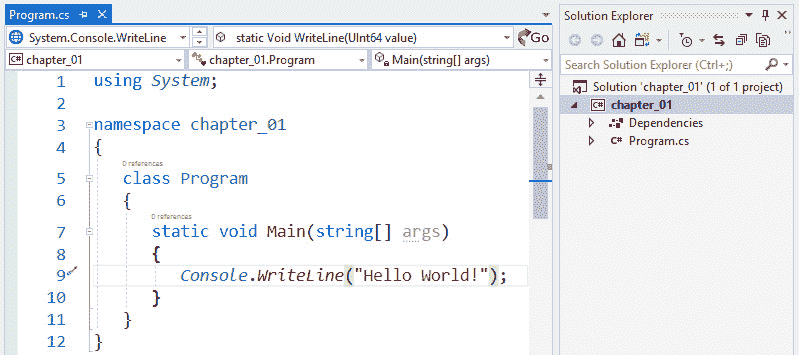 Program.cs
System.Console.WriteLine
static Void WriteLine(UInt64 value)
Go
C# chapter_01
chapter_01.Program
Main(string[] args)
1 using System;
2
3 namespace chapter_01
4 {
0 references
5 class Program
6 {
0 references
7 static void Main(string[] args)
8 {
9 Console.WriteLine("Hello World!");
10 }
11 }
12 }
Solution Explorer
Search Solution Explorer (Ctrl+;)
Solution 'chapter_01' (1 of 1 project)
C# chapter_01
Dependencies
C# Program.cs